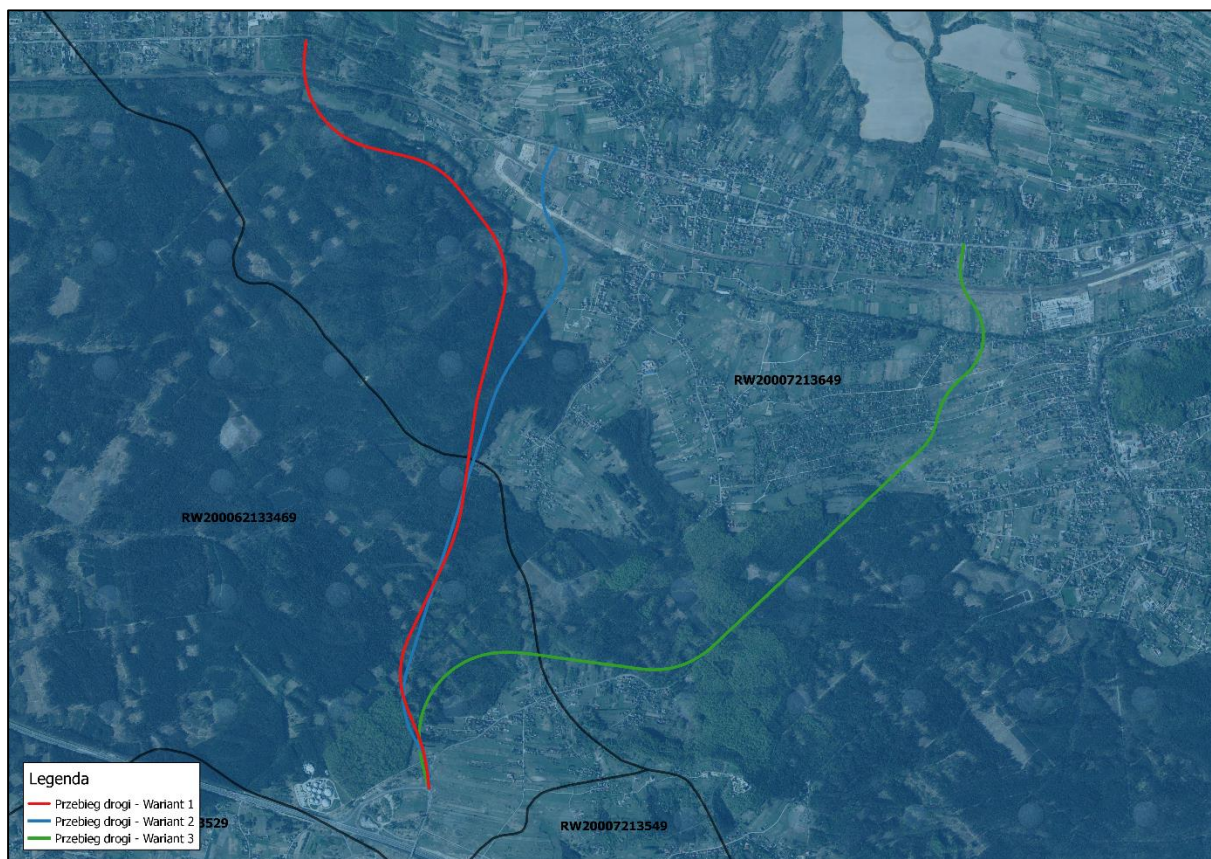 RW20007213649
RW200062133469
Legenda
Przebieg drogi - Wariant 1
Przebieg drogi - Wariant 2
Przebieg drogi - Wariant 3
3529
RW20007213549